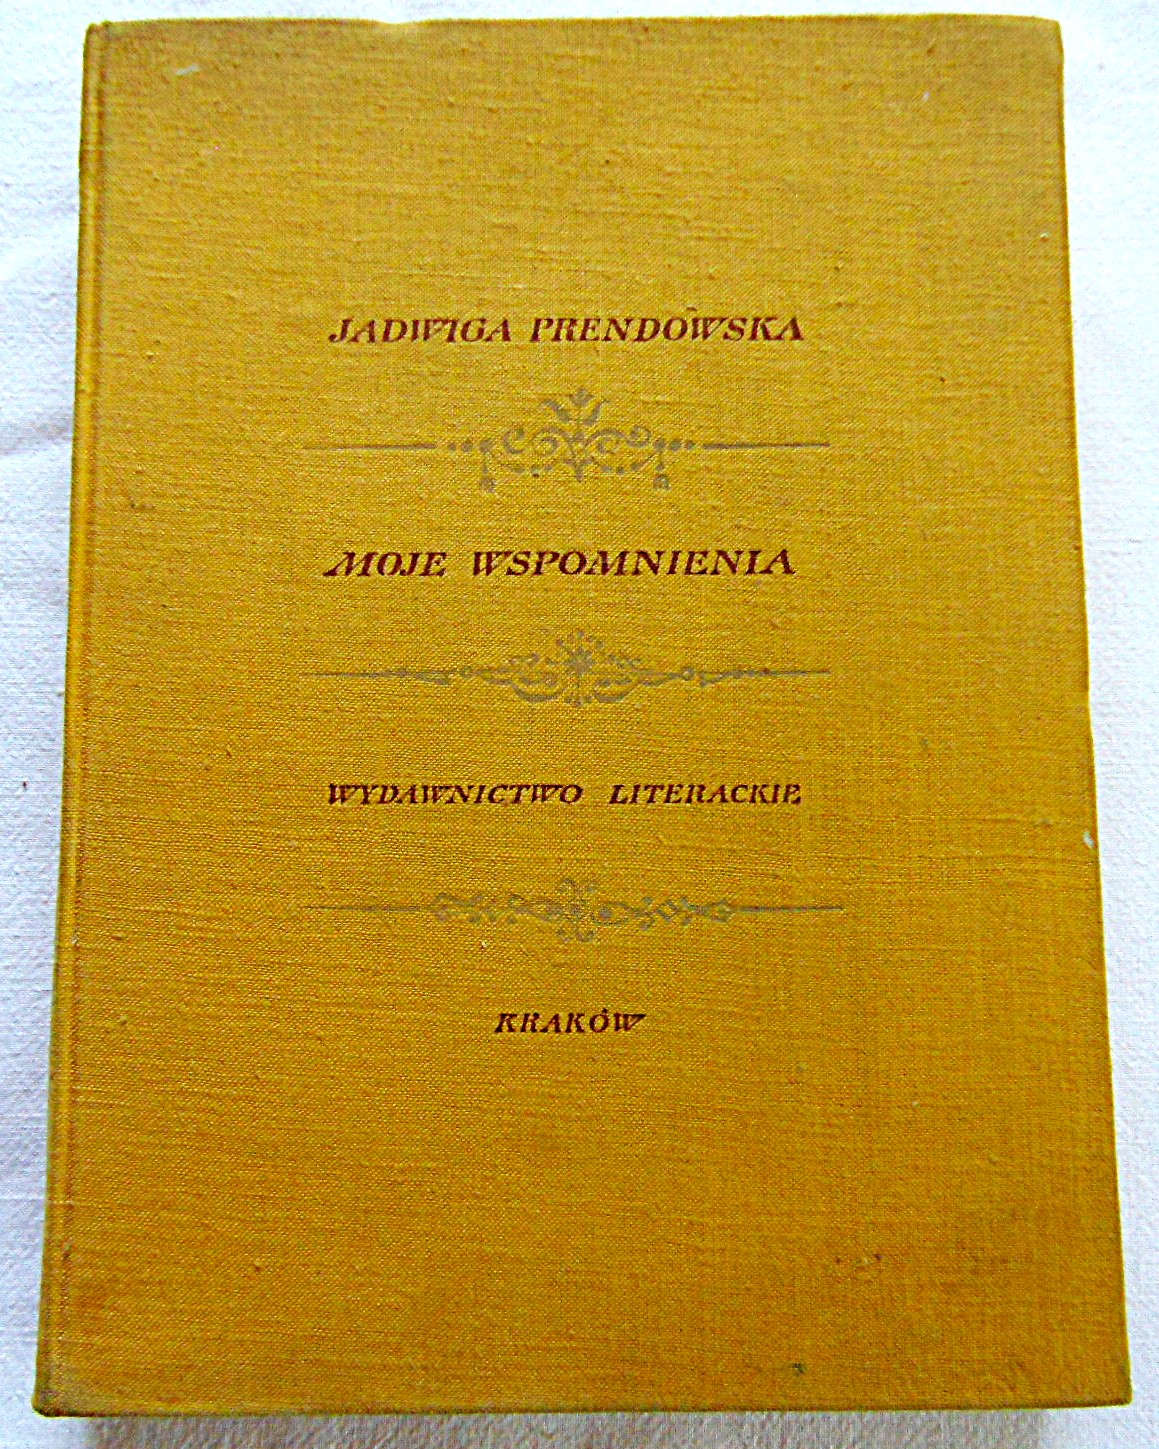 JADWIGA PRENDOWSKA
MOJE WSPOMNIENIA
WYDAWNICTWO LITERACKIE
KRAKÓW